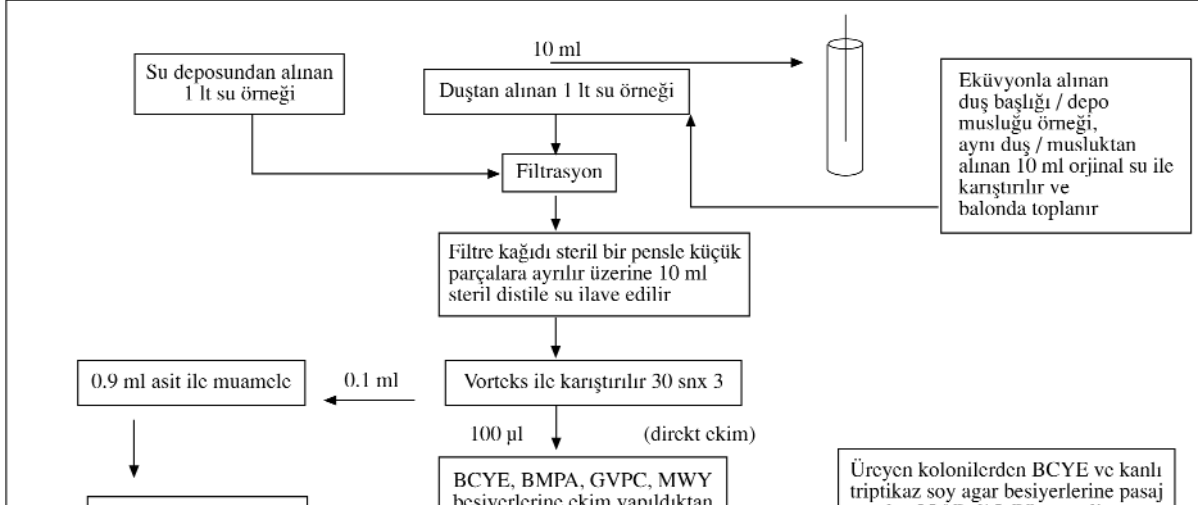 10 ml
Su deposundan alınan
1 lt su örneği
Duştan alınan 1 lt su örneği
Eküvyonla alınan
duş başlığı / depo
musluğu örneği,
aynı duş / musluktan
alınan 10 ml orjinal su ile
karıştırılır ve
balonda toplanır
Filtrasyon
Filtre kağıdı steril bir pensle küçük
parçalara ayrılır üzerine 10 ml
steril distile su ilave edilir
0.9 ml asit ile muamele
0.1 ml
Vorteks ile karıştırılır 30 snx 3
100 µl
(direkt ekim)
BCYE, BMPA, GVPC, MWY
besiyerlerine ekim yapıldıktan
Üreyen kolonilerden BCYE ve kanlı
triptikaz soy agar besiyerlerine pasaj